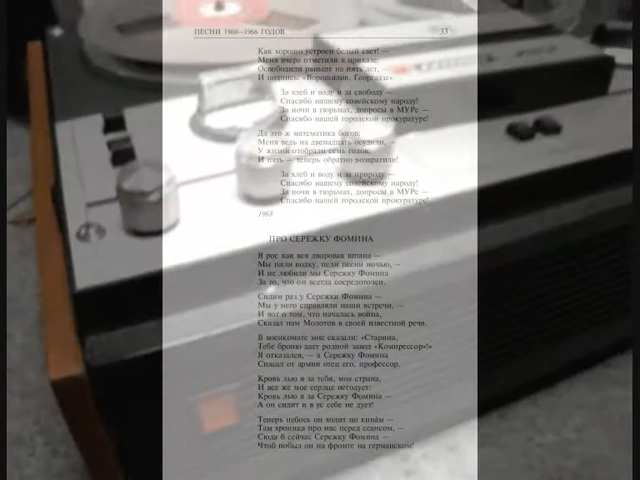 ПЕСНИ 1960—1966 ГОДОВ 33
Как хорошо устроен белый свет! —
Меня вчера отметили в приказе:
Освободили раньше на пять лет, —
И подпись: «Ворошилов, Георгадзе».
За хлеб и воду и за свободу —
Спасибо нашему советскому народу!
За ночи в тюрьмах, допросы в МУРе —
Спасибо нашей городской прокуратуре!
Да это ж математика богов:
Меня ведь на двенадцать осудили, —
У жизни отобрали семь годов,
И пять — теперь обратно возвратили!
За хлеб и воду и за природу —
Спасибо нашему советскому народу!
За ночи в тюрьмах, допросы в МУРе —
Спасибо нашей городской прокуратуре!
1963
ПРО СЕРЕЖКУ ФОМИНА
Я рос как вся дворовая шпана —
Мы пили водку, пели песни ночью, —
И не любили мы Сережку Фомина
За то, что он всегда сосредоточен.
Сидим раз у Сережки Фомина —
Мы у него справляли наши встречи, —
И вот о том, что началась война,
Сказал нам Молотов в своей известной речи.
В военкомате мне сказали: «Старина,
Тебе броню дает родной завод «Компрессор»!»
Я отказался, — а Сережку Фомина
Спасал от армии отец его, профессор.
Кровь лью я за тебя, моя страна,
И все же мое сердце негодует:
Кровь лью я за Сережку Фомина —
А он сидит и в ус себе не дует!
Теперь небось он ходит по кинам —
Там хроника про нас перед сеансом, —
Сюда б сейчас Сережку Фомина —
Чтоб побыл он на фронте на германском!